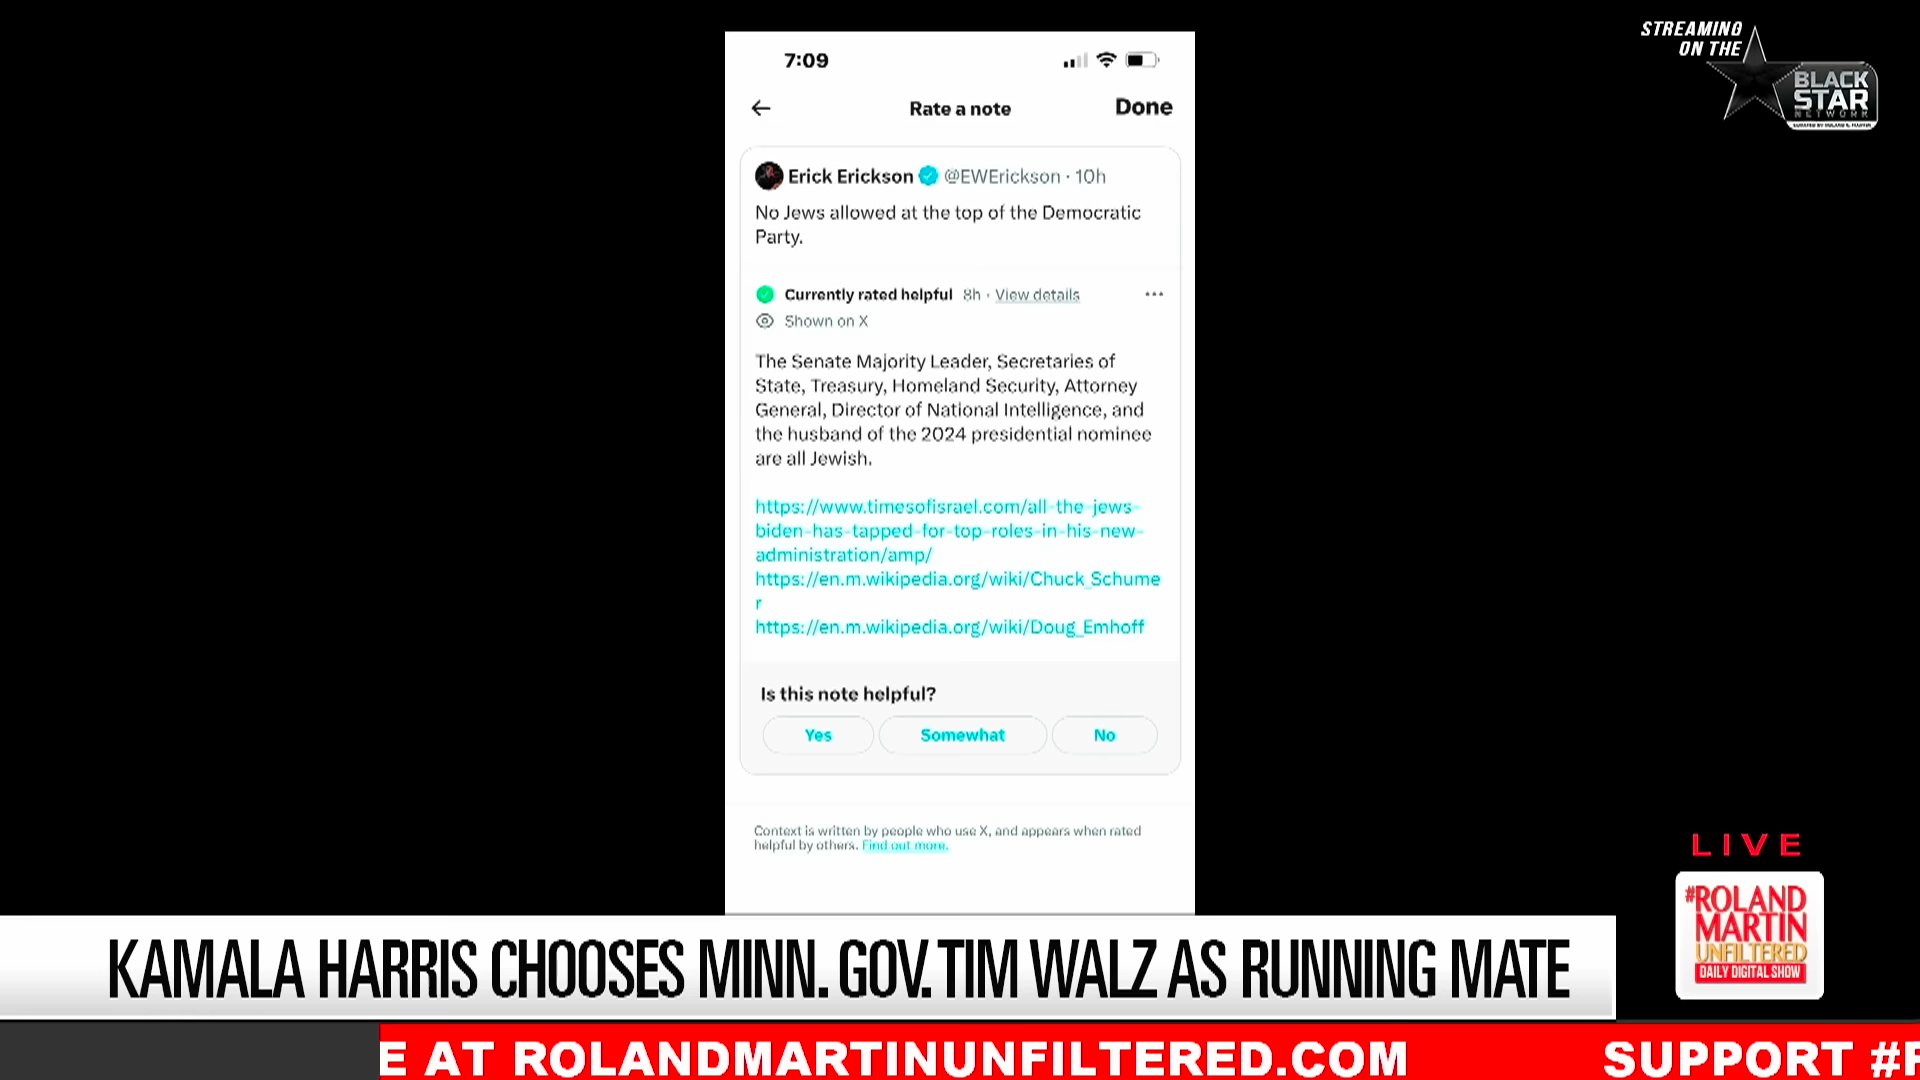 STREAMING
ON THE
BLACK
STAR
NETWORK
7:09
Rate a note
Done
Erick Erickson @EWErickson · 10h
No Jews allowed at the top of the Democratic
Party.
Currently rated helpful 8h · View details
Shown on X
The Senate Majority Leader, Secretaries of
State, Treasury, Homeland Security, Attorney
General, Director of National Intelligence, and
the husband of the 2024 presidential nominee
are all Jewish.
https://www.timesofisrael.com/all-the-jews-
biden-has-tapped-for-top-roles-in-his-new-
administration/amp/
https://en.m.wikipedia.org/wiki/Chuck_Schume
r
https://en.m.wikipedia.org/wiki/Doug_Emhoff
Is this note helpful?
Yes
Somewhat
No
Context is written by people who use X, and appears when rated
helpful by others. Find out more.
LIVE
#ROLAND
MARTIN
UNFILTERED
DAILY DIGITAL SHOW
KAMALA HARRIS CHOOSES MINN. GOV. TIM WALZ AS RUNNING MATE
E AT ROLANDMARTINUNFILTERED.COM SUPPORT #